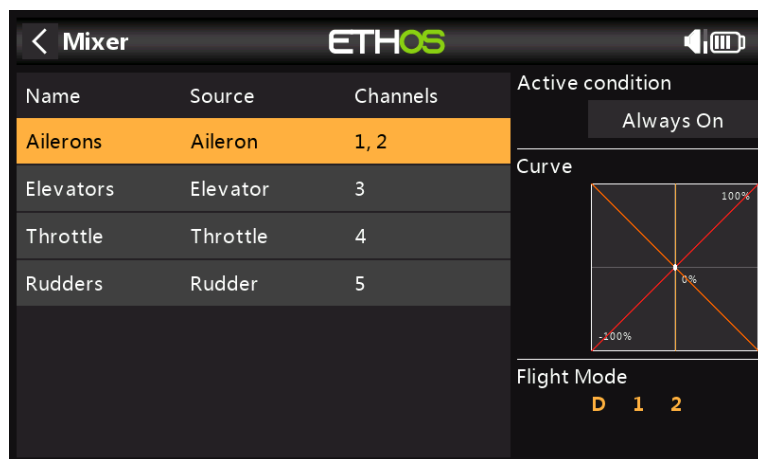 Mixer
ETHOS
Name Source Channels
Ailerons Aileron 1, 2
Elevators Elevator 3
Throttle Throttle 4
Rudders Rudder 5
Active condition
Always On
Curve
100%
0%
-100%
Flight Mode
D 1 2